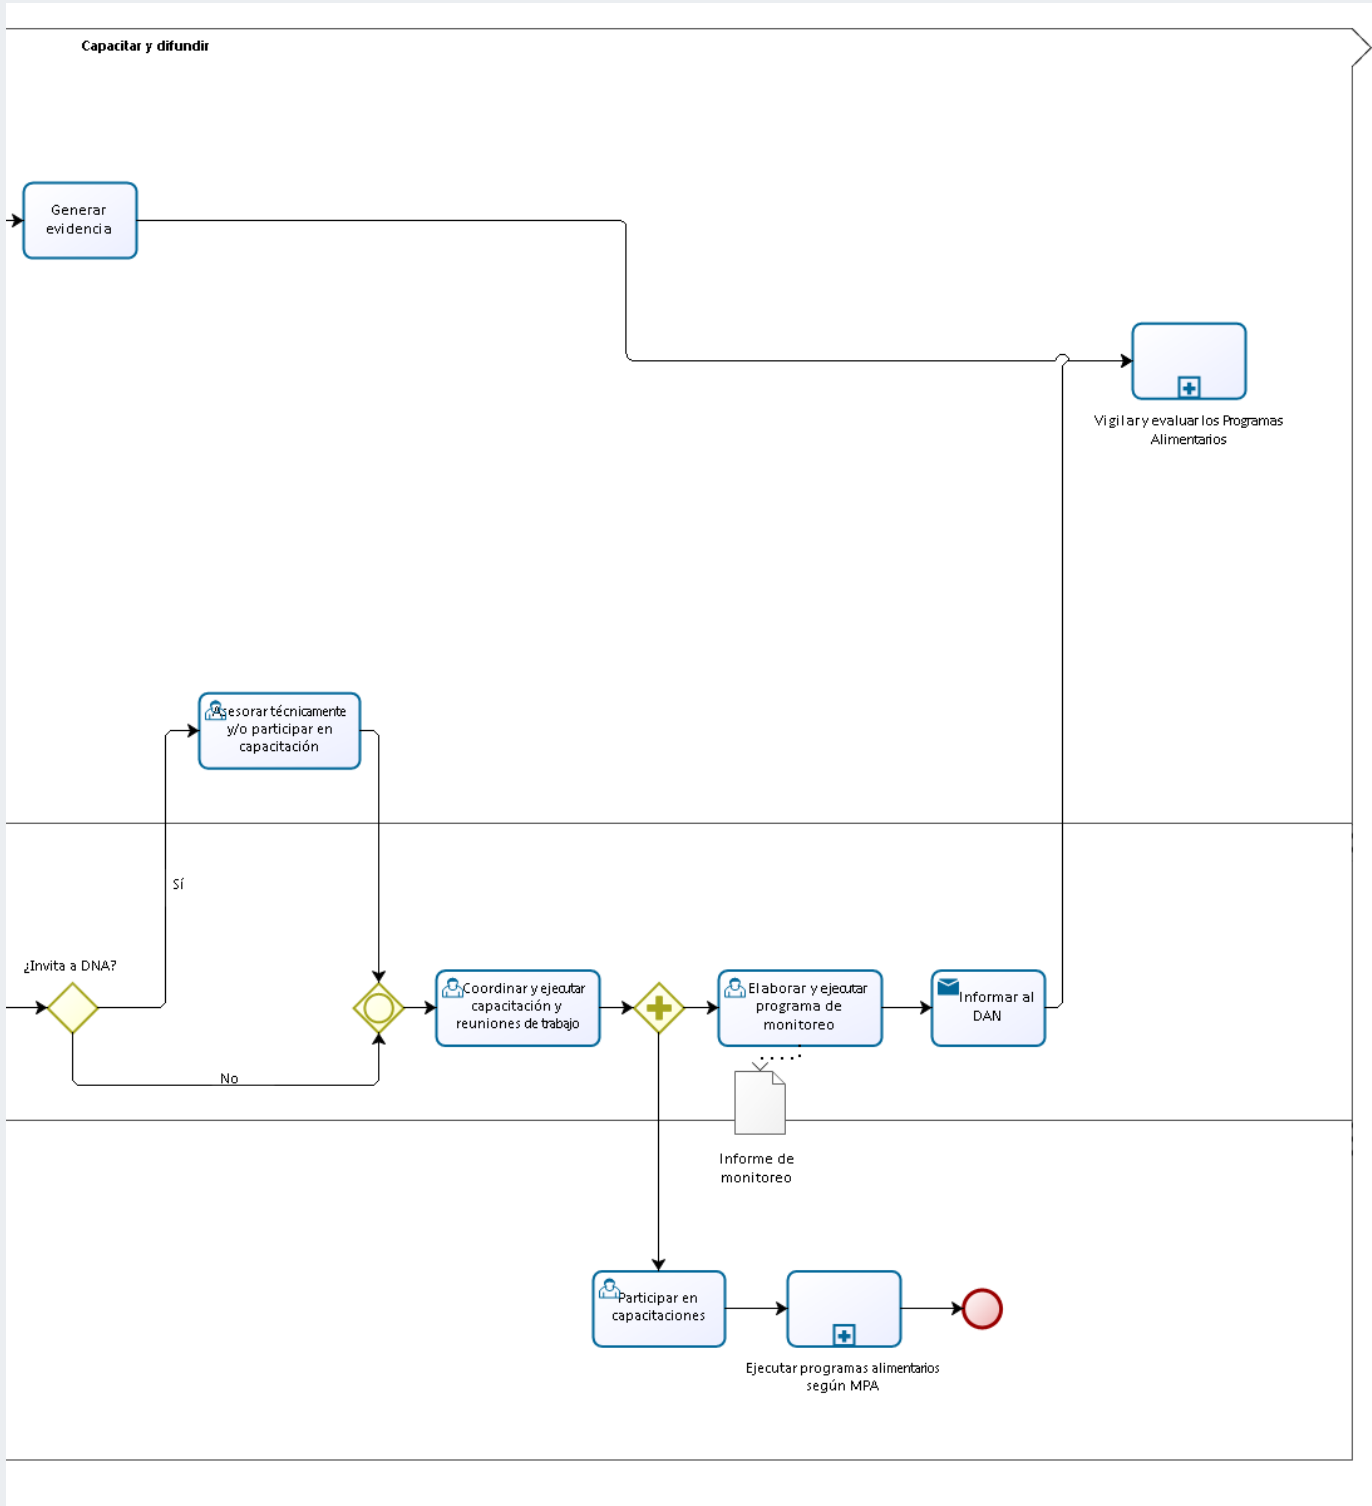 Capacitar y difundir
Generar
evidencia
Vigilar y evaluar los Programas
Alimentarios
Asesorar técnicamente
y/o participar en
capacitación
Sí
¿Invita a DNA?
Coordinar y ejecutar
capacitación y
reuniones de trabajo
Elaborar y ejecutar
programa de
monitoreo
Informar al
DAN
No
Informe de
monitoreo
Participar en
capacitaciones
Ejecutar programas alimentarios
según MPA